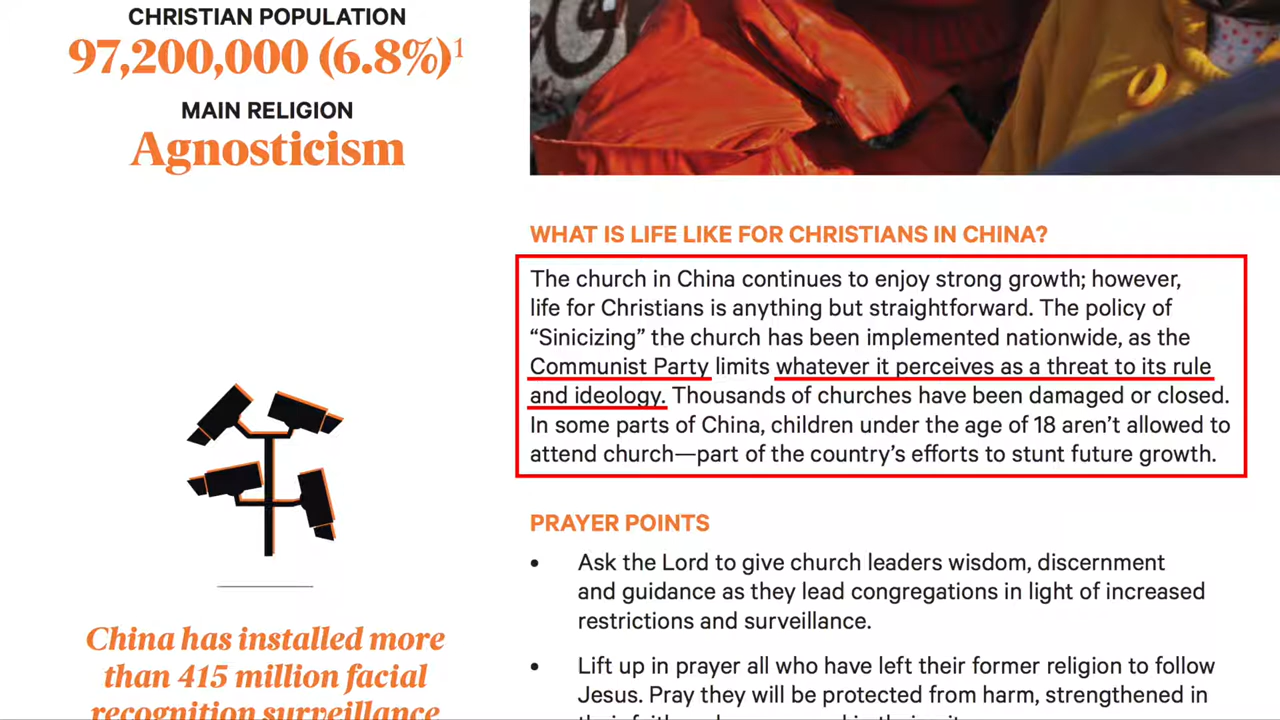 CHRISTIAN POPULATION
97,200,000 (6.8%)1
MAIN RELIGION
Agnosticism
China has installed more
than 415 million facial
recognition surveillance
WHAT IS LIFE LIKE FOR CHRISTIANS IN CHINA?
The church in China continues to enjoy strong growth; however,
life for Christians is anything but straightforward. The policy of
“Sinicizing” the church has been implemented nationwide, as the
Communist Party limits whatever it perceives as a threat to its rule
and ideology. Thousands of churches have been damaged or closed.
In some parts of China, children under the age of 18 aren’t allowed to
attend church—part of the country’s efforts to stunt future growth.
PRAYER POINTS
• Ask the Lord to give church leaders wisdom, discernment
and guidance as they lead congregations in light of increased
restrictions and surveillance.
• Lift up in prayer all who have left their former religion to follow
Jesus. Pray they will be protected from harm, strengthened in